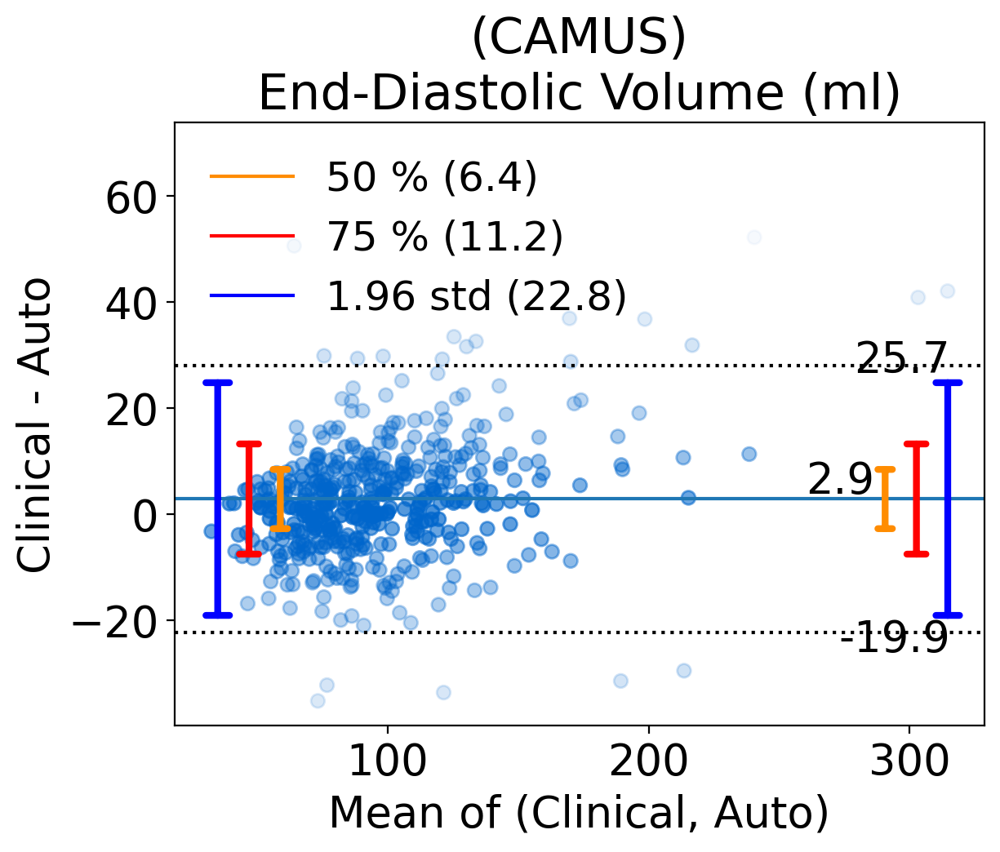 (CAMUS)
End-Diastolic Volume (ml)
50 % (6.4)
75 % (11.2)
1.96 std (22.8)
60
40
20
0
−20
Clinical - Auto
25.7
2.9
-19.9
100
200
300
Mean of (Clinical, Auto)